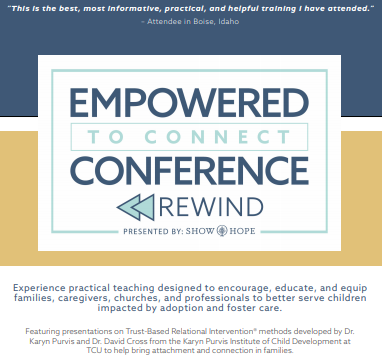 "This is the best, most informative, practical, and helpful training I have attended."
- Attendee in Boise, Idaho
EMPOWERED
TO CONNECT
CONFERENCE
REWIND
PRESENTED BY: SHOW HOPE
Experience practical teaching designed to encourage, educate, and equip
families, caregivers, churches, and professionals to better serve children
impacted by adoption and foster care.
Featuring presentations on Trust-Based Relational Intervention® methods developed by Dr.
Karyn Purvis and Dr. David Cross from the Karyn Purvis Institute of Child Development at
TCU to help bring attachment and connection in families.